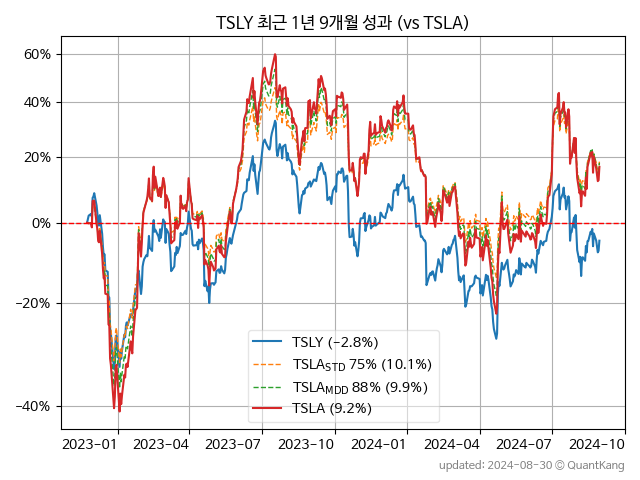 TSLY 최근 1년 9개월 성과 (vs TSLA)
60%
40%
20%
0%
−20%
−40%
TSLY (−2.8%)
TSLA_STD 75% (10.1%)
TSLA_MDD 88% (9.9%)
TSLA (9.2%)
2023-01 2023-04 2023-07 2023-10 2024-01 2024-04 2024-07 2024-10
updated: 2024-08-30 © QuantKang